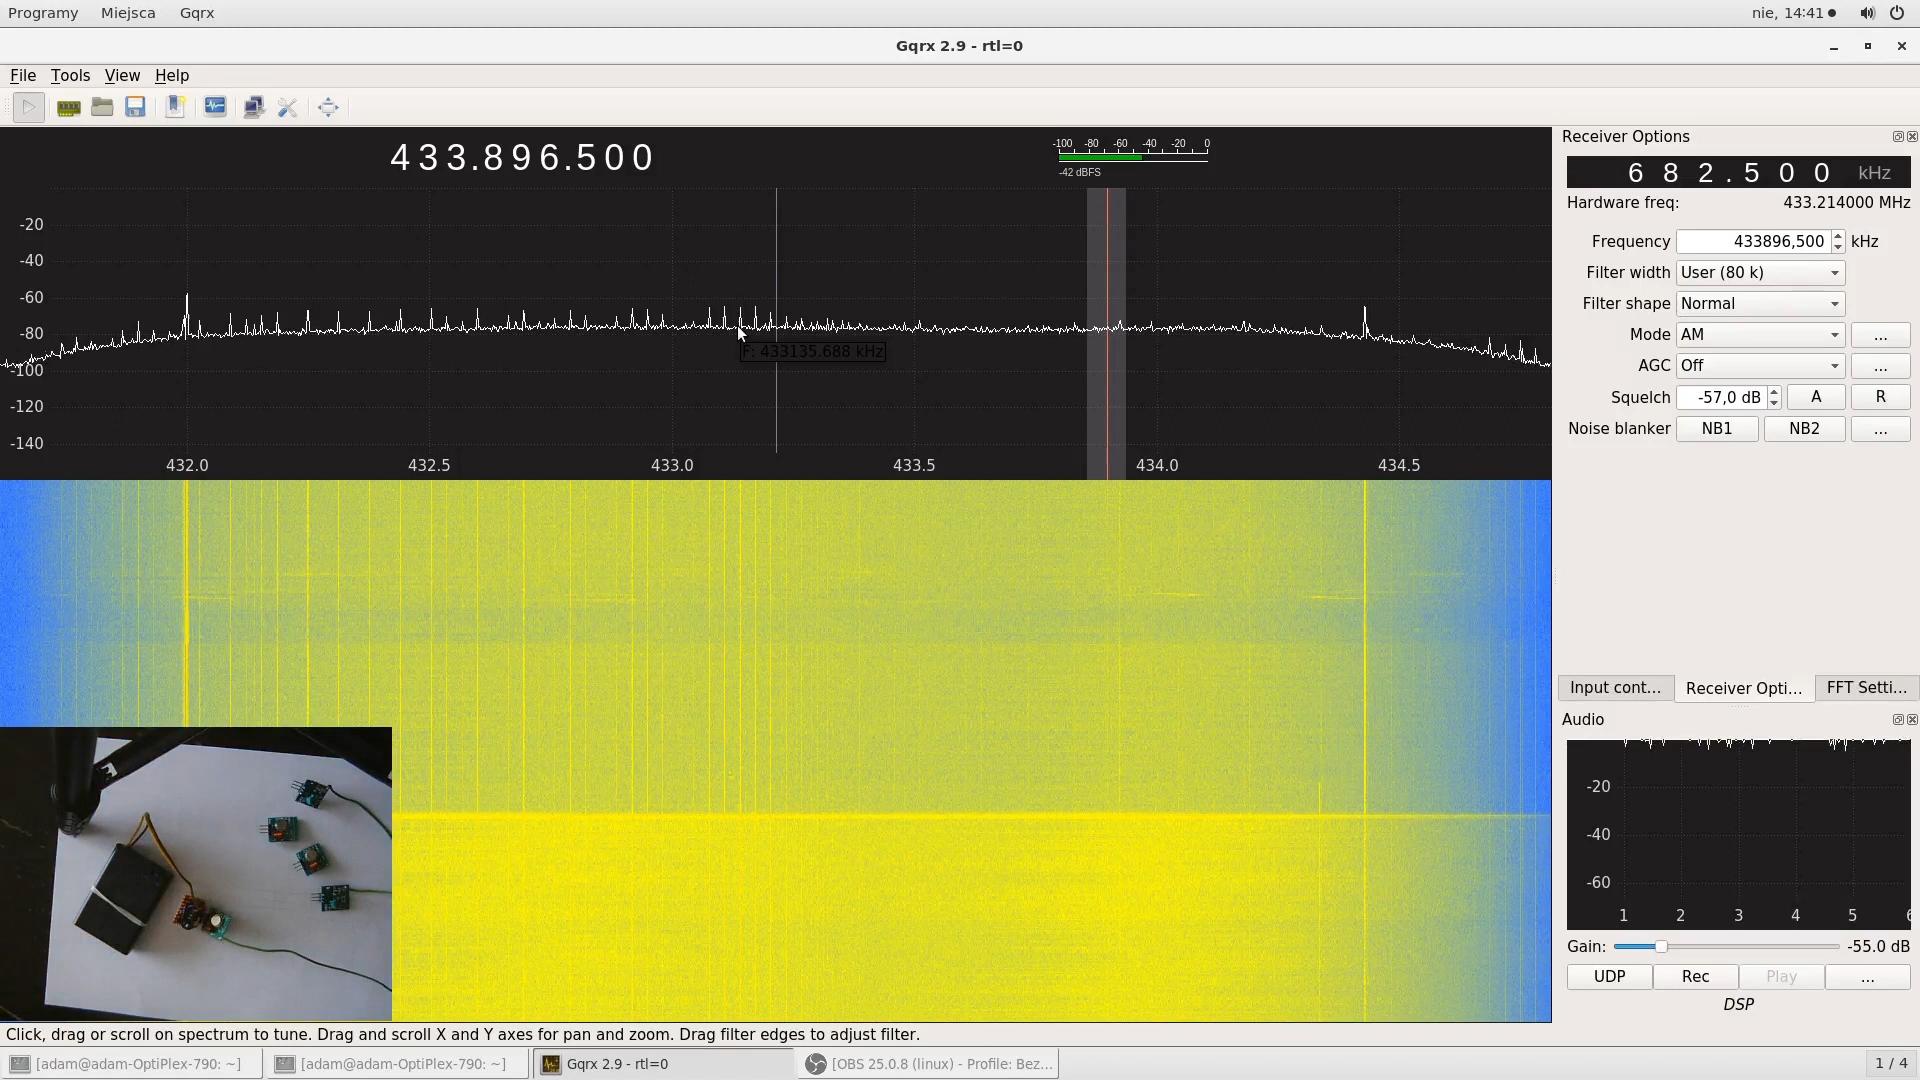 Programy Miejsca Gqrx nie, 14:41
Gqrx 2.9 - rtl=0
File Tools View Help
433.896.500
-100 -80 -60 -40 -20 0
-42 dBFS
-20
-40
-60
-80
-100
-120
-140
F: 433135.688 kHz
432.0 432.5 433.0 433.5 434.0 434.5
Receiver Options
682.500 kHz
Hardware freq: 433.214000 MHz
Frequency 433896,500 kHz
Filter width User (80 k)
Filter shape Normal
Mode AM ...
AGC Off ...
Squelch -57,0 dB A R
Noise blanker NB1 NB2 ...
Input cont... Receiver Opti... FFT Setti...
Audio
-20
-40
-60
1 2 3 4 5 6
Gain: -55.0 dB
UDP Rec Play ...
DSP
Click, drag or scroll on spectrum to tune. Drag and scroll X and Y axes for pan and zoom. Drag filter edges to adjust filter.
[adam@adam-OptiPlex-790: ~] [adam@adam-OptiPlex-790: ~] Gqrx 2.9 - rtl=0 [OBS 25.0.8 (linux) - Profile: Bez... 1 / 4